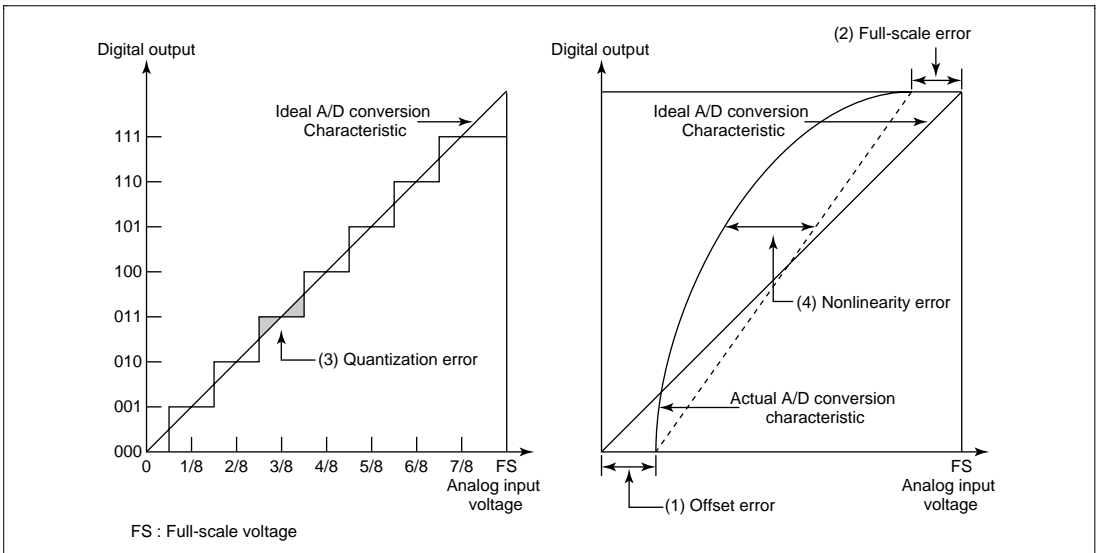 Digital output
Ideal A/D conversion
Characteristic
111
110
101
100
011
010
001
000
(3) Quantization error
0
1/8
2/8
3/8
4/8
5/8
6/8
7/8
FS
Analog input
voltage
FS : Full-scale voltage
(2) Full-scale error
Digital output
Ideal A/D conversion
Characteristic
(4) Nonlinearity error
Actual A/D conversion
characteristic
FS
Analog input
voltage
(1) Offset error